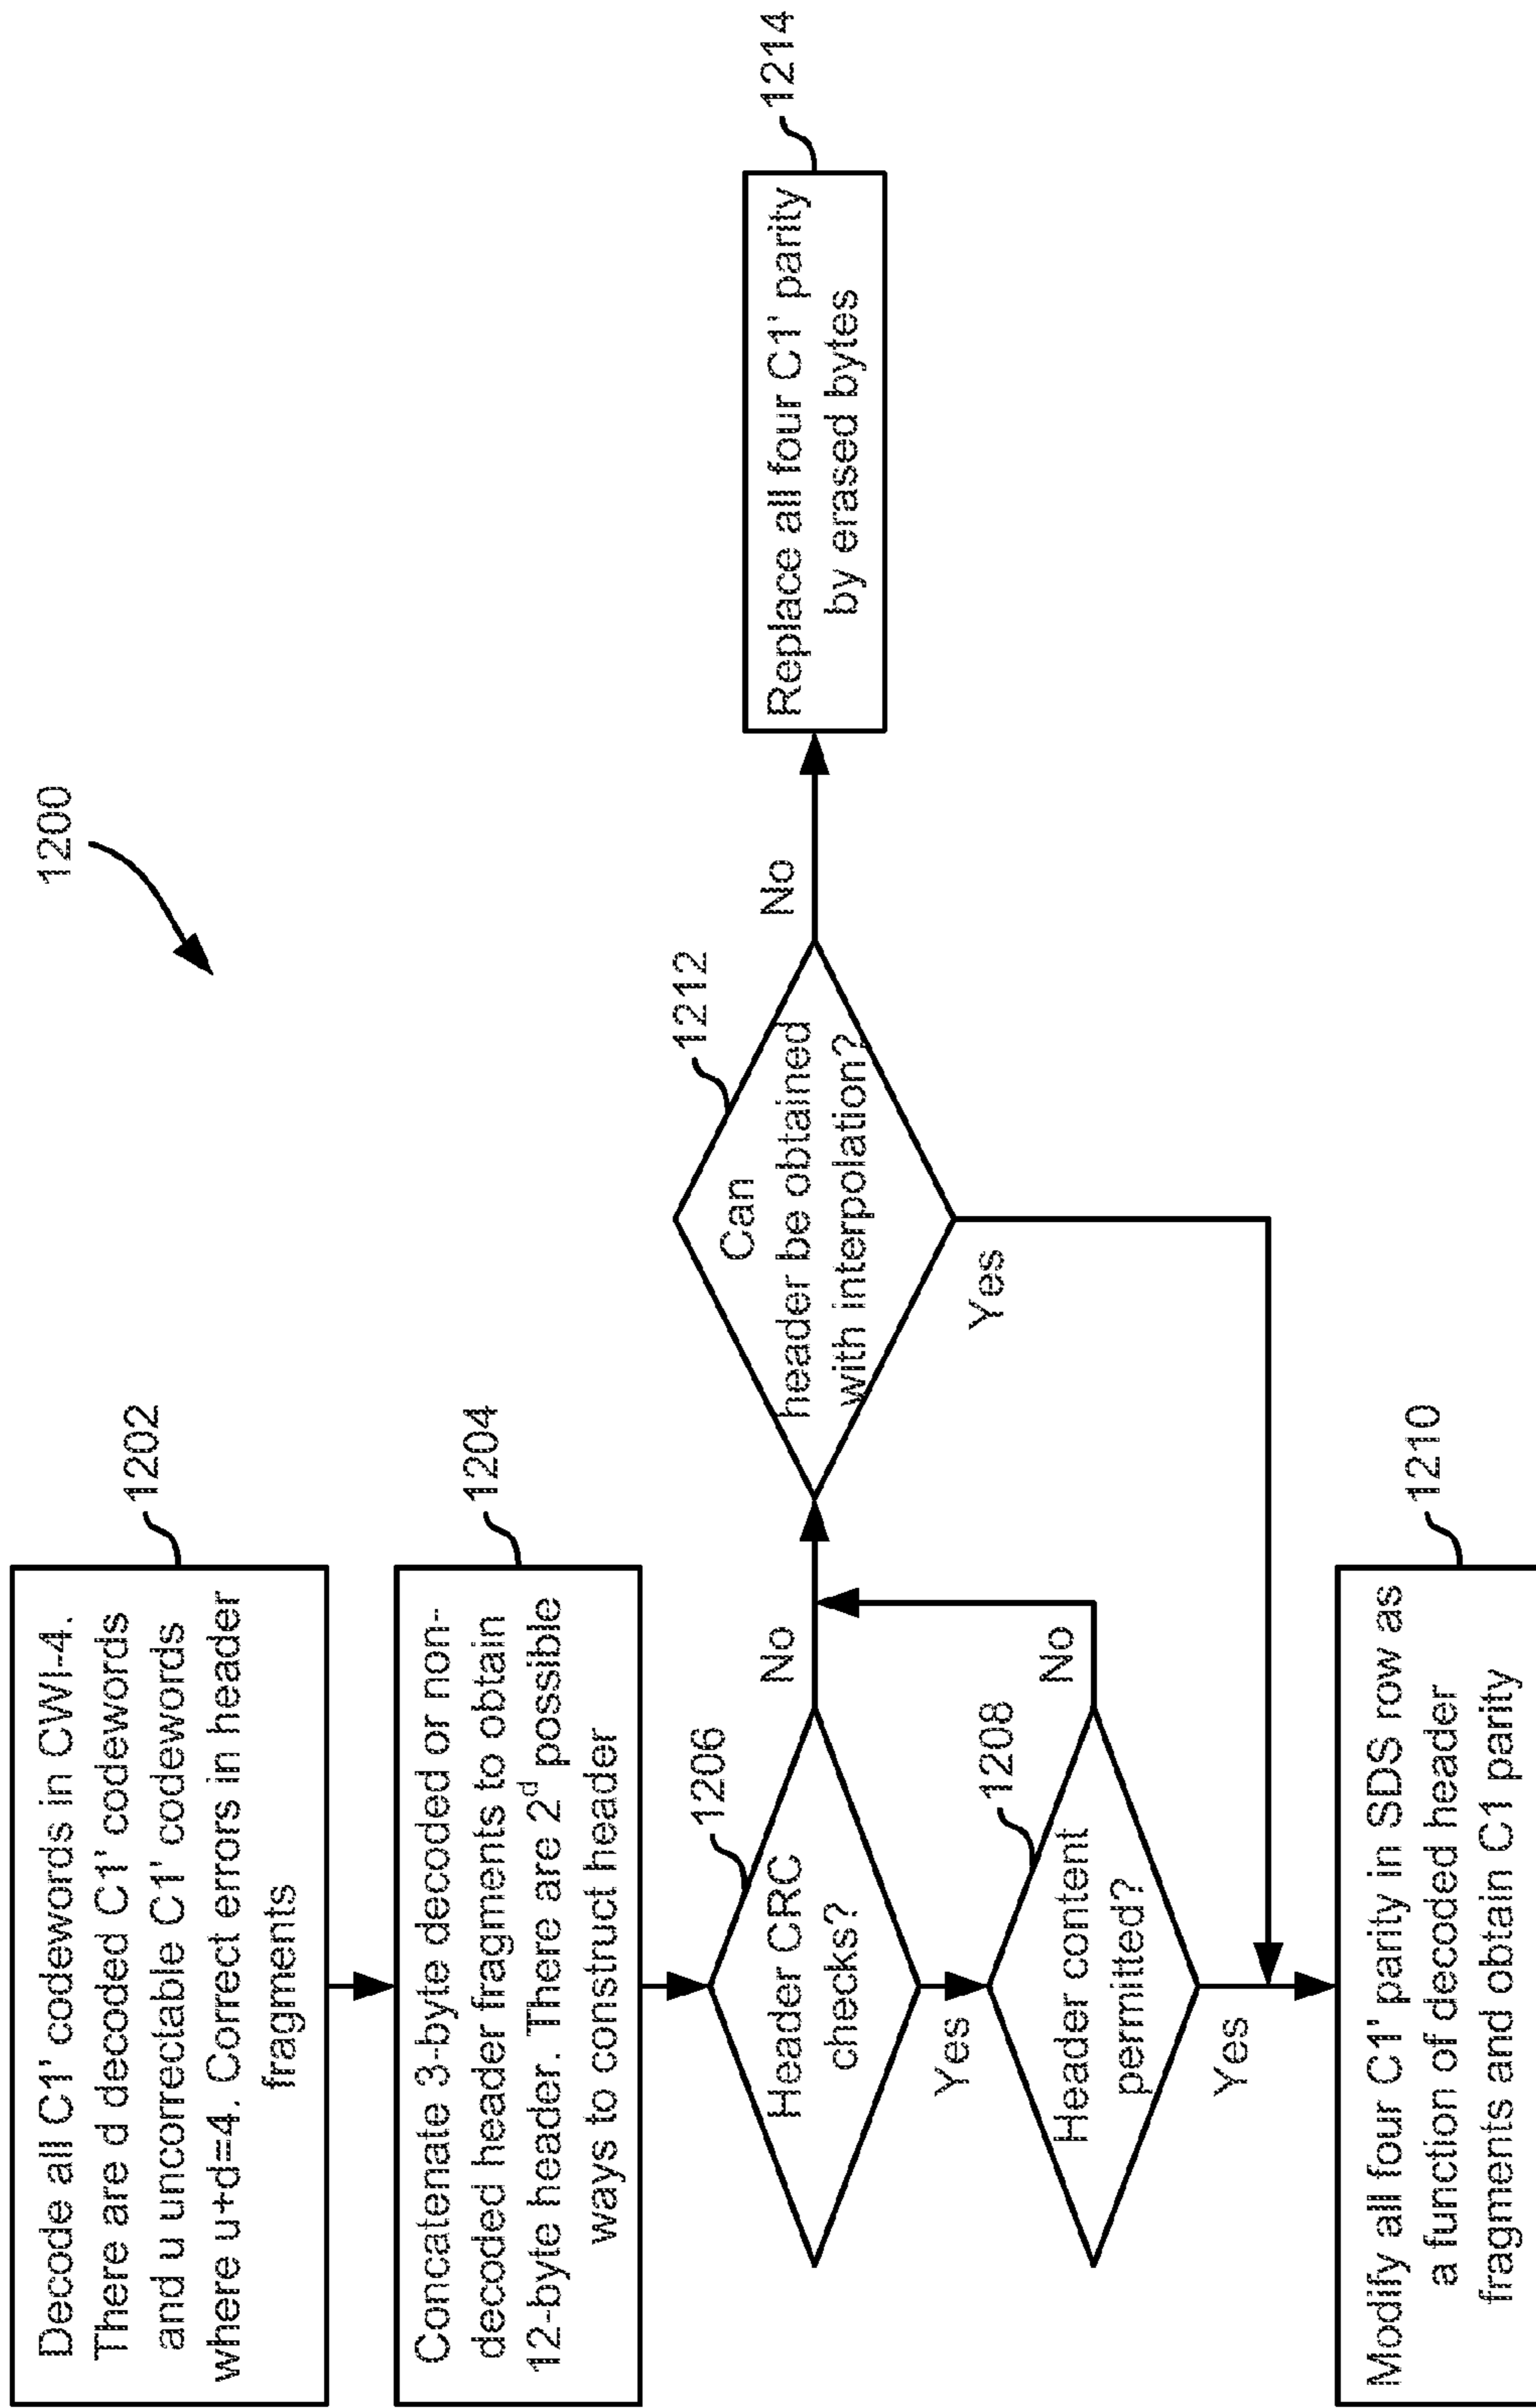 1200
Decode all C1' codewords in CWI-4.
There are d decoded C1' codewords
and u uncorrectable C1' codewords
where u+d=4. Correct errors in header
fragments
1202
Concatenate 3-byte decoded or non-
decoded header fragments to obtain
12-byte header. There are 2^d possible
ways to construct header
1204
Header CRC
checks?
1206
No
Yes
Header content
permitted?
1208
No
Yes
Can
header be obtained
with interpolation?
1212
No
Yes
Replace all four C1' parity
by erased bytes
1214
Modify all four C1' parity in SDS row as
a function of decoded header
fragments and obtain C1 parity
1210